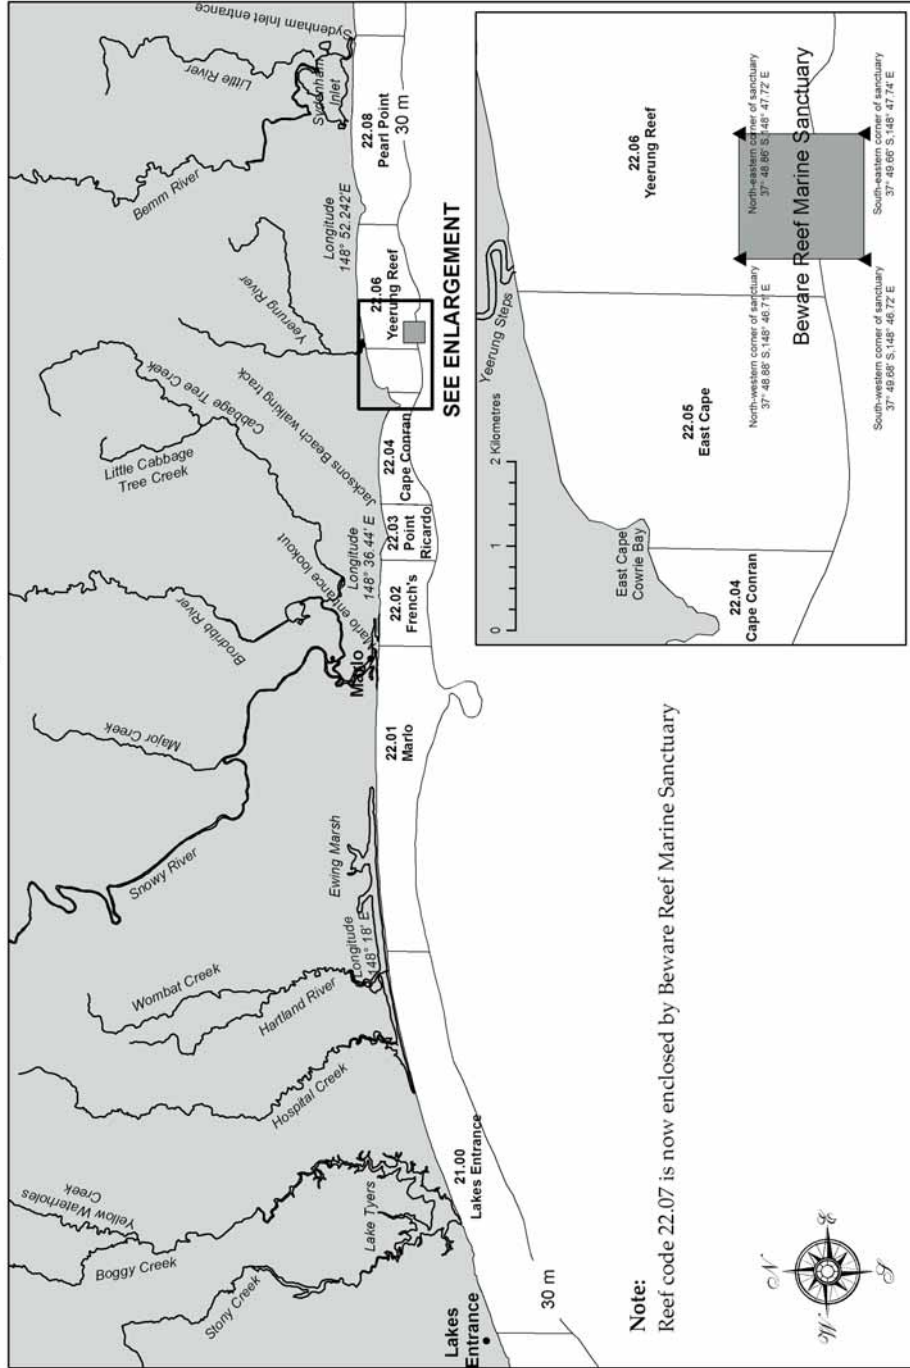 Stony Creek
Boggy Creek
Yellow Waterholes
Creek
Lake Tyers
Hospital Creek
Hartland River
Wombat Creek
Longitude
148° 18' E
Ewing Marsh
Snowy River
Major Creek
Brodribb River
Marlo
Marlo entrance lookout
Longitude
148° 36.44' E
Little Cabbage
Tree Creek
Cabbage Tree Creek
Jacksons Beach walking track
Yeerung River
Longitude
148° 52.242'E
Bemm River
Little River
Sydenham
Inlet
Sydenham Inlet entrance
Lakes
Entrance
30 m
21.00
Lakes Entrance
22.01
Marlo
22.02
French's
22.03
Point
Ricardo
22.04
Cape Conran
22.06
Yeerung Reef
22.08
Pearl Point
30 m
SEE ENLARGEMENT
0 1 2 Kilometres
Yeerung Steps
East Cape
Cowrie Bay
22.04
Cape Conran
22.05
East Cape
22.06
Yeerung Reef
North-western corner of sanctuary
37° 48.88' S,148° 46.71' E
North-eastern corner of sanctuary
37° 48.86' S,148° 47.72' E
Beware Reef Marine Sanctuary
South-western corner of sanctuary
37° 49.68' S,148° 46.72' E
South-eastern corner of sanctuary
37° 49.66' S,148° 47.74' E
Note:
Reef code 22.07 is now enclosed by Beware Reef Marine Sanctuary
N
W
E
S